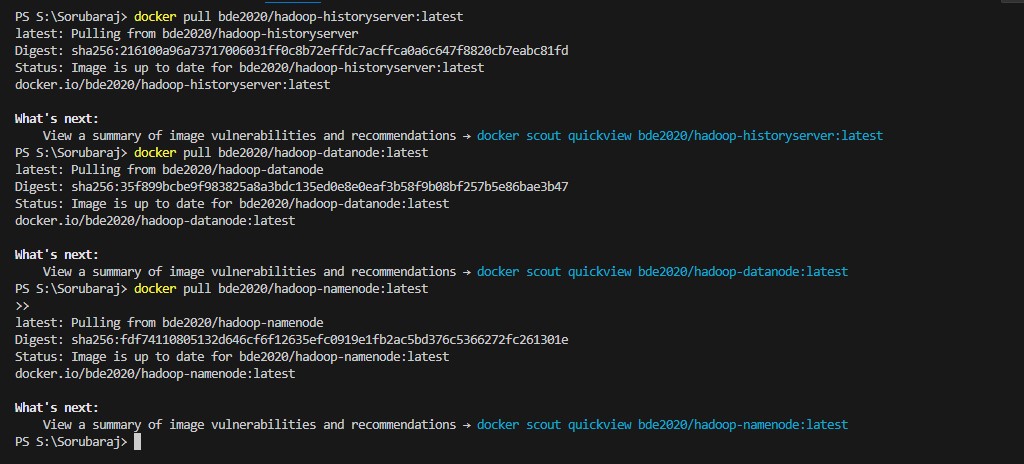 PS S:\Sorubaraj> docker pull bde2020/hadoop-historyserver:latest
latest: Pulling from bde2020/hadoop-historyserver
Digest: sha256:216100a96a73717006031ff0c8b72effdc7acffca0a6c647f8820cb7eabc81fd
Status: Image is up to date for bde2020/hadoop-historyserver:latest
docker.io/bde2020/hadoop-historyserver:latest
What's next:
View a summary of image vulnerabilities and recommendations → docker scout quickview bde2020/hadoop-historyserver:latest
PS S:\Sorubaraj> docker pull bde2020/hadoop-datanode:latest
latest: Pulling from bde2020/hadoop-datanode
Digest: sha256:35f899bcbe9f983825a8a3bdc135ed0e8e0eaf3b58f9b08bf257b5e86bae3b47
Status: Image is up to date for bde2020/hadoop-datanode:latest
docker.io/bde2020/hadoop-datanode:latest
What's next:
View a summary of image vulnerabilities and recommendations → docker scout quickview bde2020/hadoop-datanode:latest
PS S:\Sorubaraj> docker pull bde2020/hadoop-namenode:latest
>>
latest: Pulling from bde2020/hadoop-namenode
Digest: sha256:fdf74110805132d646cf6f12635efc0919e1fb2ac5bd376c5366272fc261301e
Status: Image is up to date for bde2020/hadoop-namenode:latest
docker.io/bde2020/hadoop-namenode:latest
What's next:
View a summary of image vulnerabilities and recommendations → docker scout quickview bde2020/hadoop-namenode:latest
PS S:\Sorubaraj>